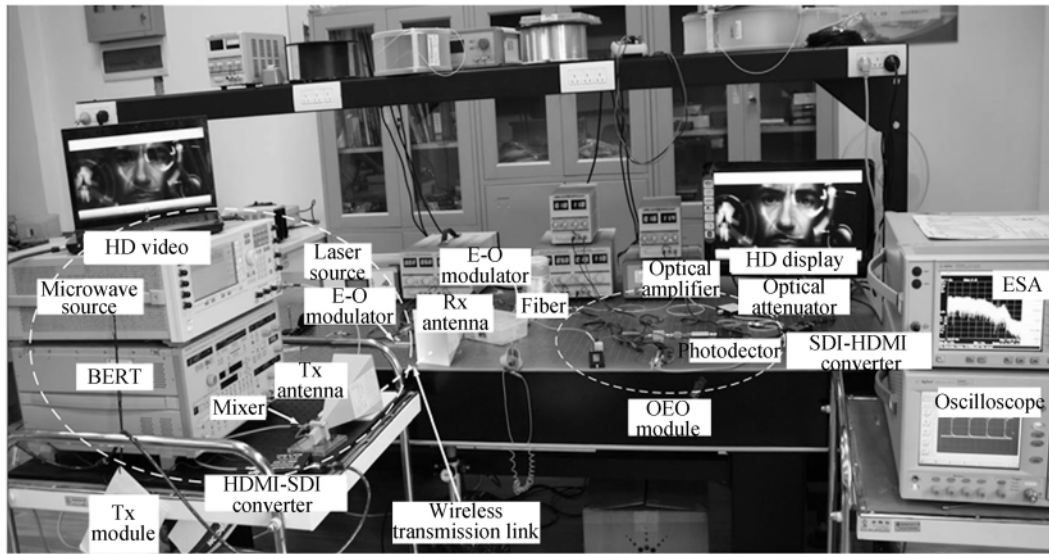 HD video
Microwave
source
BERT
Laser
source
E-O
modulator
E-O
modulator
Rx
antenna
Fiber
Optical
amplifier
HD display
Optical
attenuator
Photodector
SDI-HDMI
converter
ESA
Oscilloscope
Tx
antenna
Mixer
OEO
module
HDMI-SDI
converter
Tx
module
Wireless
transmission link